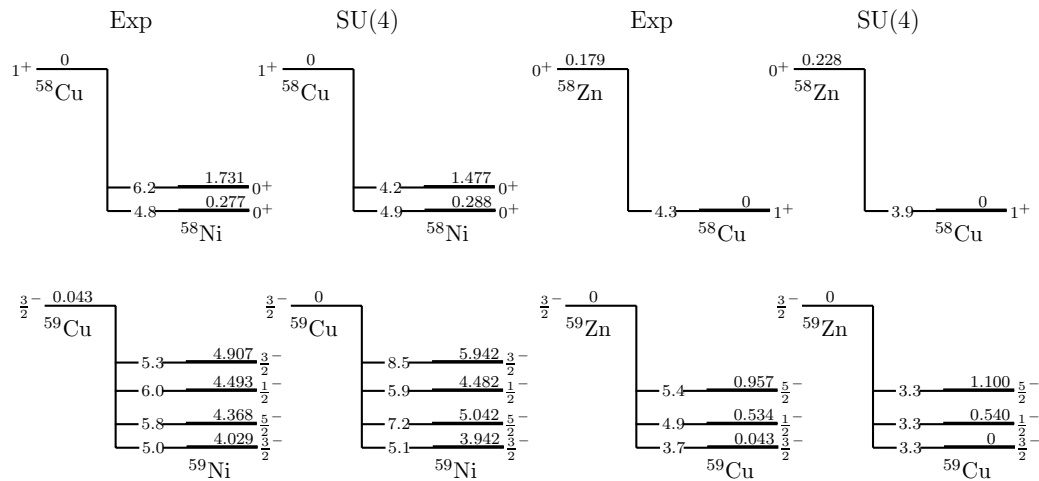 Exp SU(4) Exp SU(4)
1+ 0 1+ 0 0+ 0.179 0+ 0.228
58Cu 58Cu 58Zn 58Zn
6.2 1.731 0+ 4.2 1.477 0+
4.8 0.277 0+ 4.9 0.288 0+ 4.3 0 1+ 3.9 0 1+
58Ni 58Ni 58Cu 58Cu
3/2− 0.043 3/2− 0 3/2− 0 3/2− 0
59Cu 59Cu 59Zn 59Zn
5.3 4.907 3/2− 8.5 5.942 3/2−
6.0 4.493 1/2− 5.9 4.482 1/2− 5.4 0.957 5/2− 3.3 1.100 5/2−
5.8 4.368 5/2− 7.2 5.042 5/2− 4.9 0.534 1/2− 3.3 0.540 1/2−
5.0 4.029 3/2− 5.1 3.942 3/2− 3.7 0.043 3/2− 3.3 0 3/2−
59Ni 59Ni 59Cu 59Cu